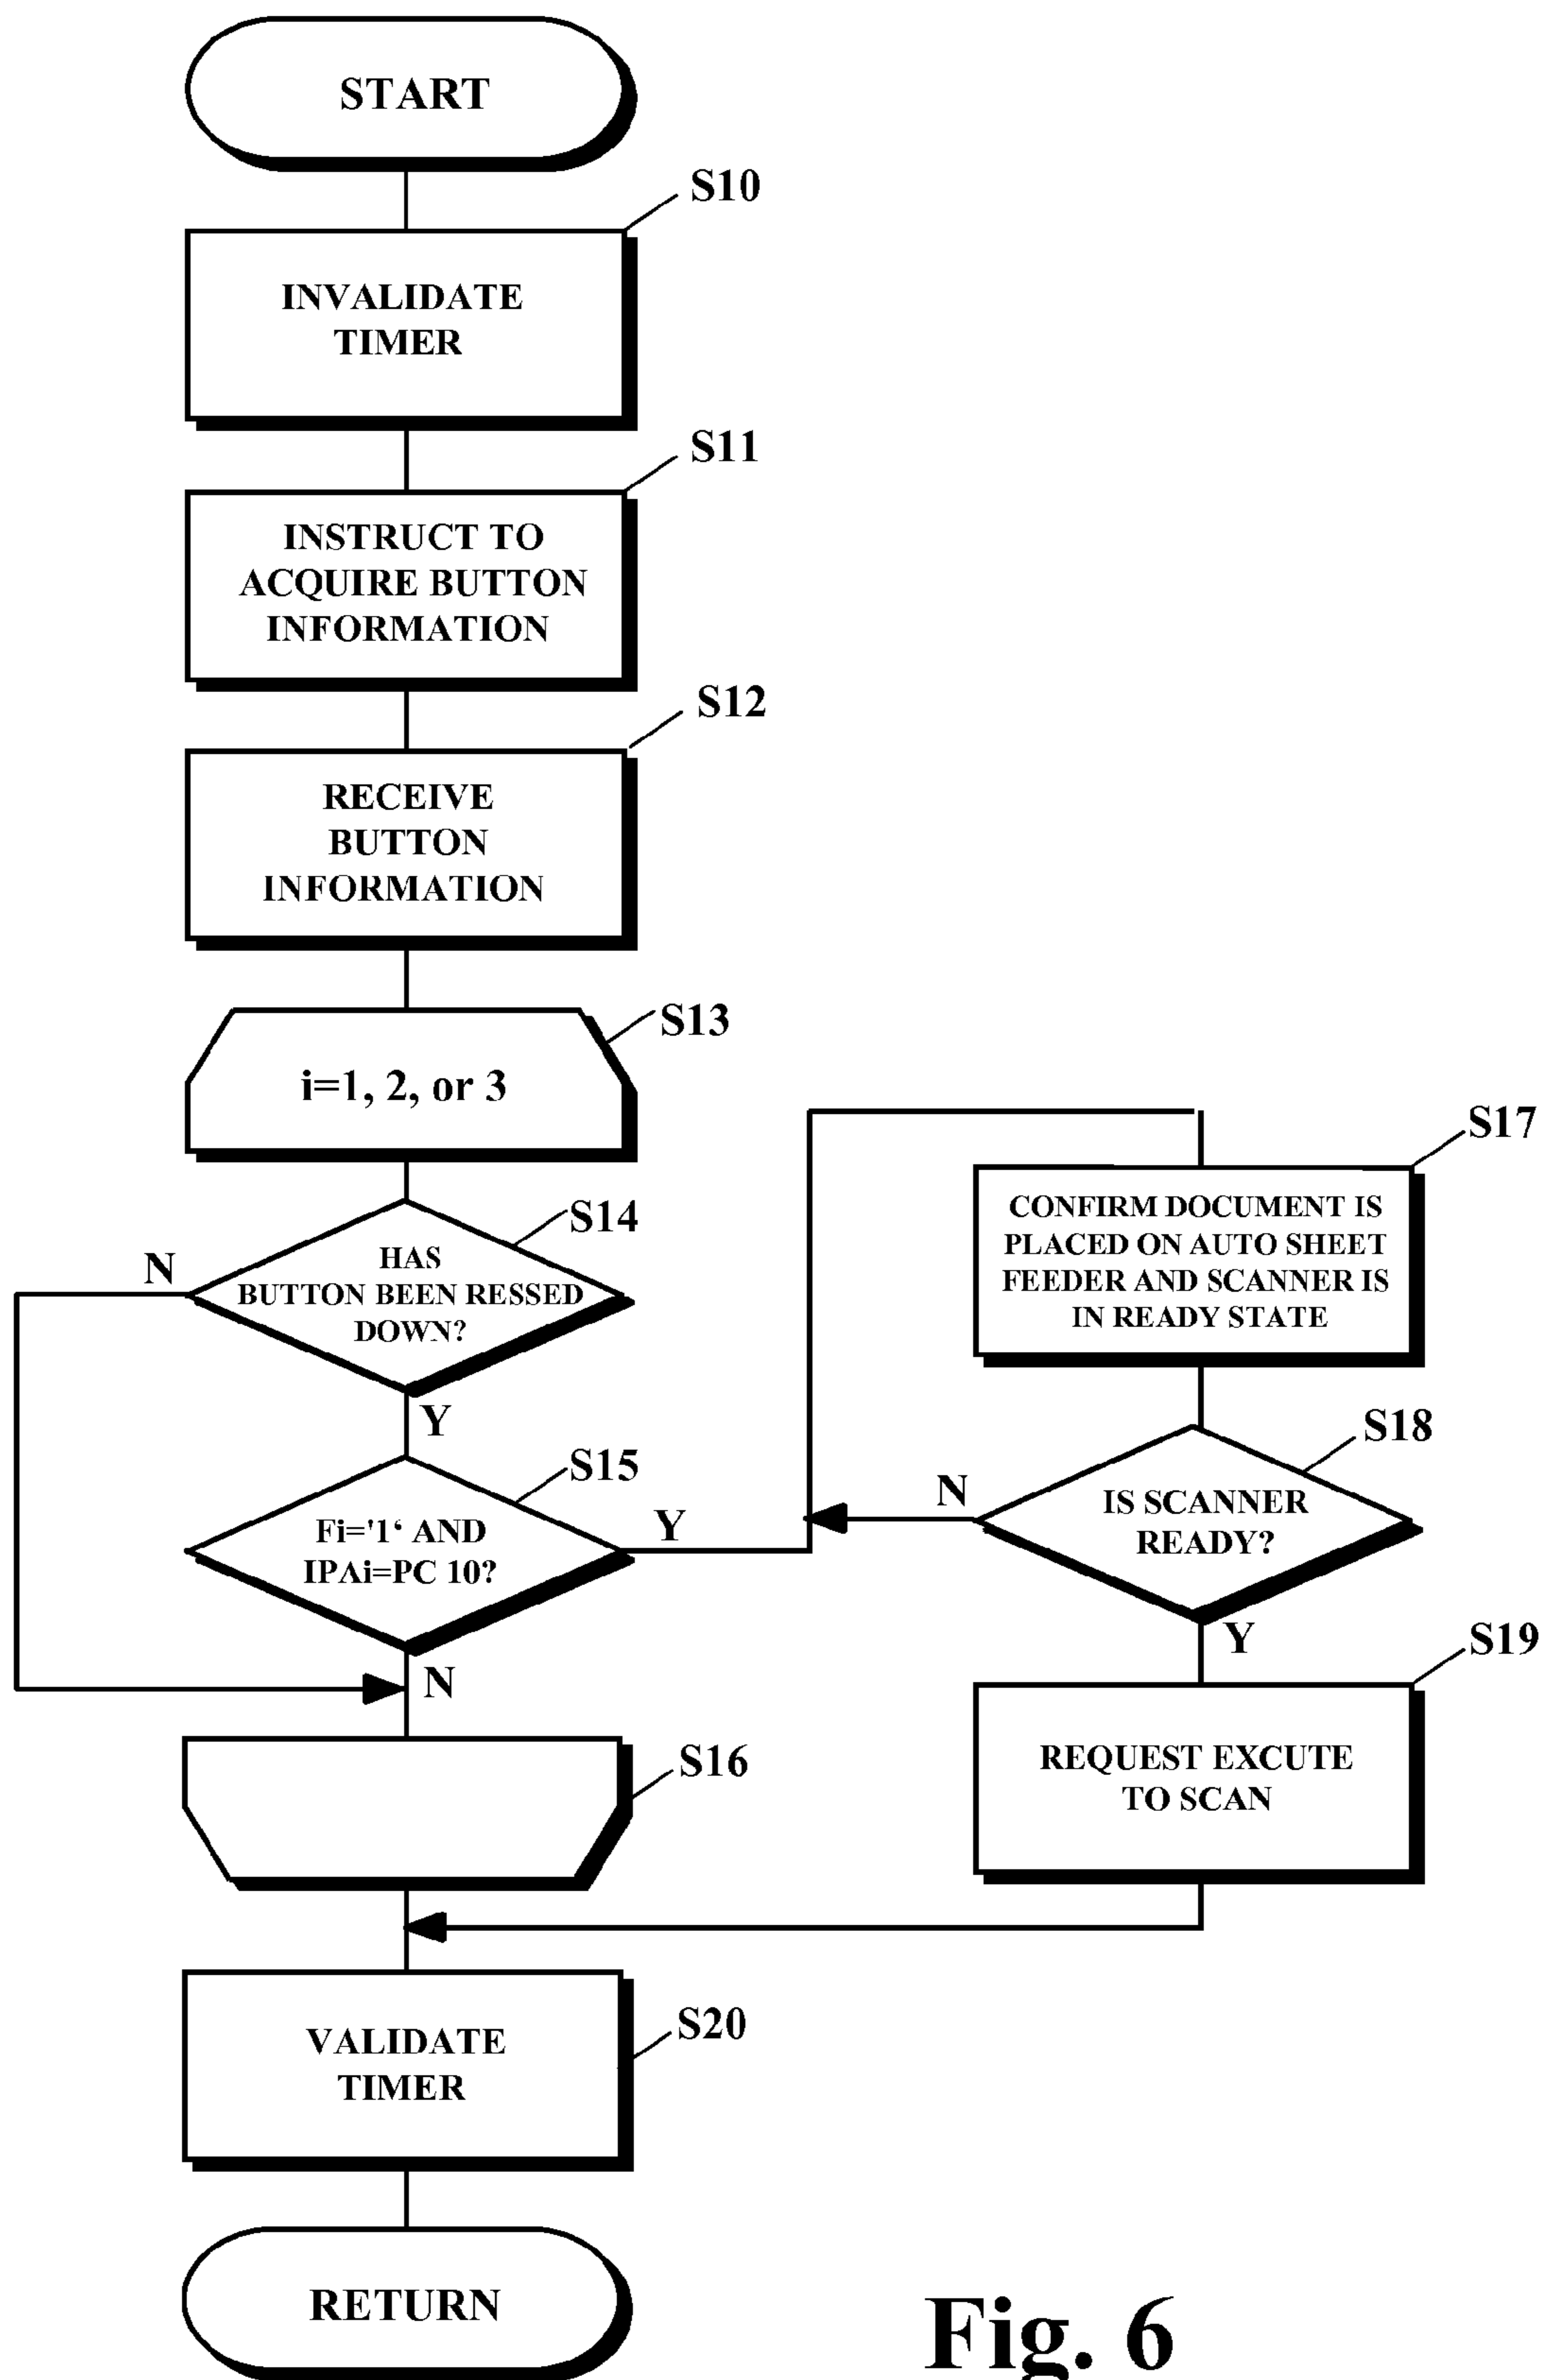 START
S10
INVALIDATE
TIMER
S11
INSTRUCT TO
ACQUIRE BUTTON
INFORMATION
S12
RECEIVE
BUTTON
INFORMATION
S13
i=1, 2, or 3
S14
N
HAS
BUTTON BEEN RESSED
DOWN?
Y
S15
Fi='1‘ AND
IPAi=PC 10?
Y
N
S16
S17
CONFIRM DOCUMENT IS
PLACED ON AUTO SHEET
FEEDER AND SCANNER IS
IN READY STATE
S18
N
IS SCANNER
READY?
Y
S19
REQUEST EXCUTE
TO SCAN
S20
VALIDATE
TIMER
RETURN
Fig. 6